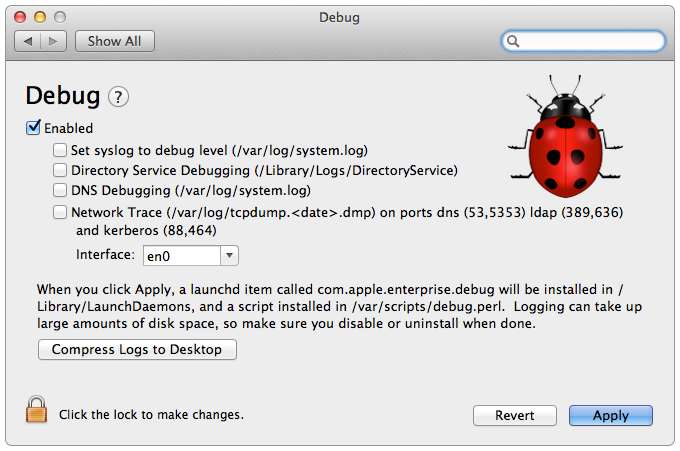 Debug
Show All
Debug ?
Enabled
Set syslog to debug level (/var/log/system.log)
Directory Service Debugging (/Library/Logs/DirectoryService)
DNS Debugging (/var/log/system.log)
Network Trace (/var/log/tcpdump.<date>.dmp) on ports dns (53,5353) ldap (389,636)
and kerberos (88,464)
Interface: en0
When you click Apply, a launchd item called com.apple.enterprise.debug will be installed in /
Library/LaunchDaemons, and a script installed in /var/scripts/debug.perl. Logging can take up
large amounts of disk space, so make sure you disable or uninstall when done.
Compress Logs to Desktop
Click the lock to make changes.
Revert
Apply